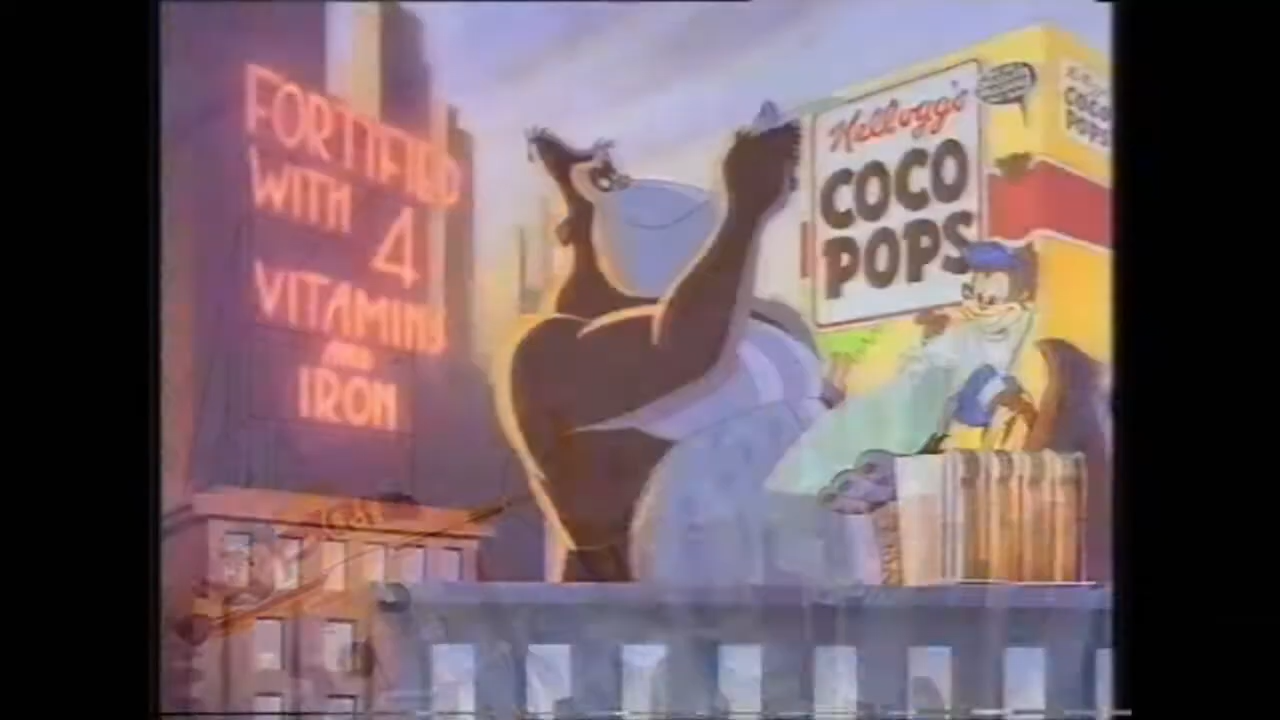 FORTIFIED
WITH 4
VITAMINS
AND
IRON
Kellogg's
COCO
POPS
COCO
POPS